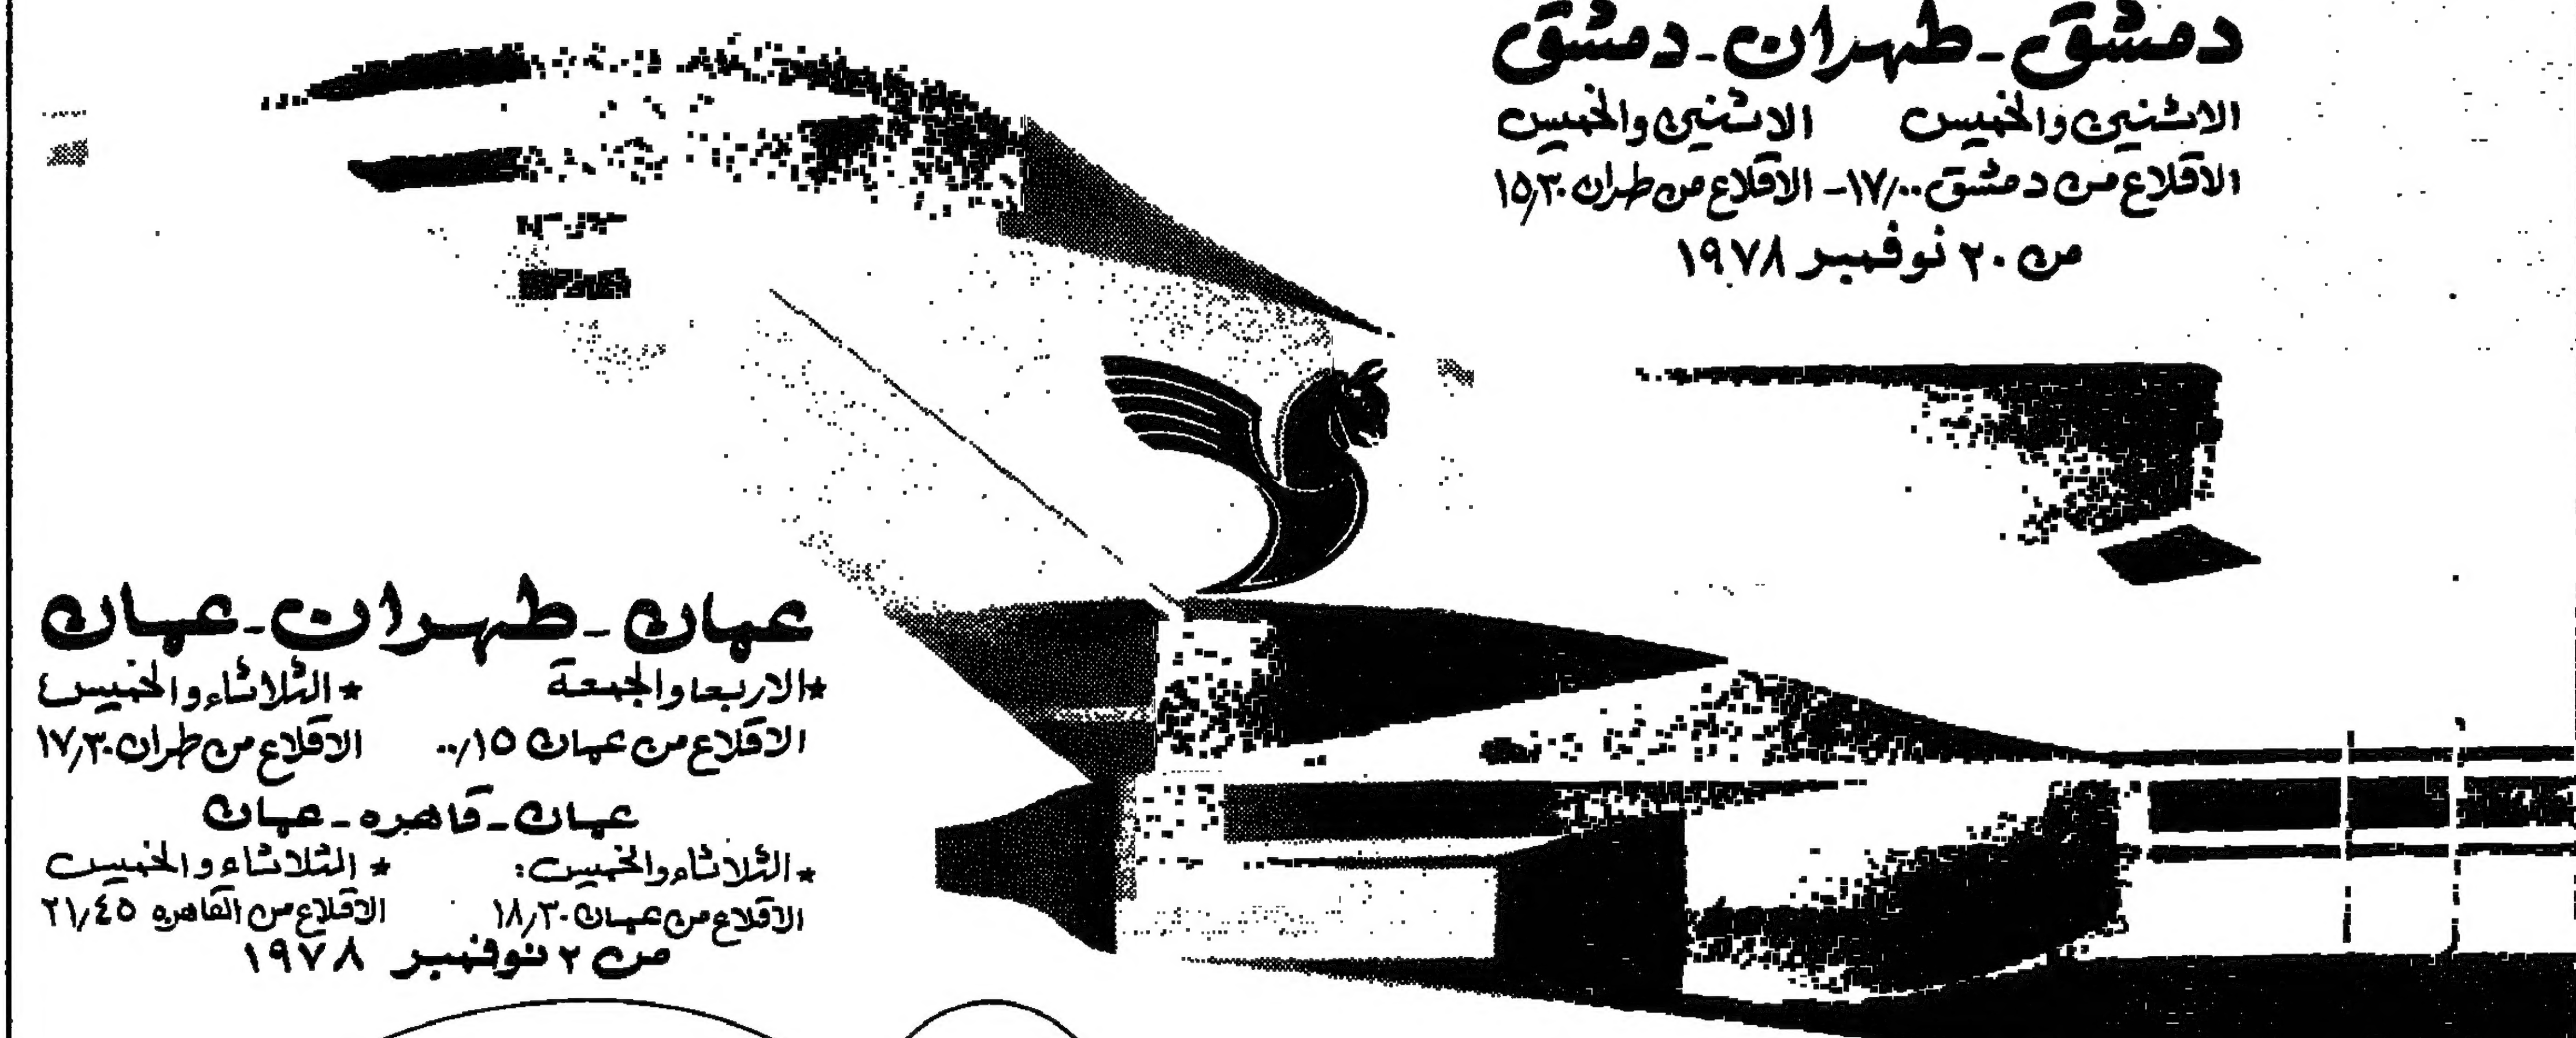 دمشق - طهران - دمشق
الاثنين والخميس الاثنين والخميس
الاقلاع من دمشق ١٧٫٠٠ - الاقلاع من طهران ١٥٫٣٠
من ٢٠ نوفمبر ١٩٧٨
عمان - طهران - عمان
* الاربعا والجمعة * الثلاثاء والخميس
الاقلاع من عمان ٠٠٫١٥ الاقلاع من طهران ١٧٫٣٠
عمان - قاهره - عمان
* الثلاثاء والخميس: * الثلاثاء والخميس
الاقلاع من عمان ١٨٫٣٠ الاقلاع من القاهره ٢١٫٤٥
من ٢ نوفمبر ١٩٧٨